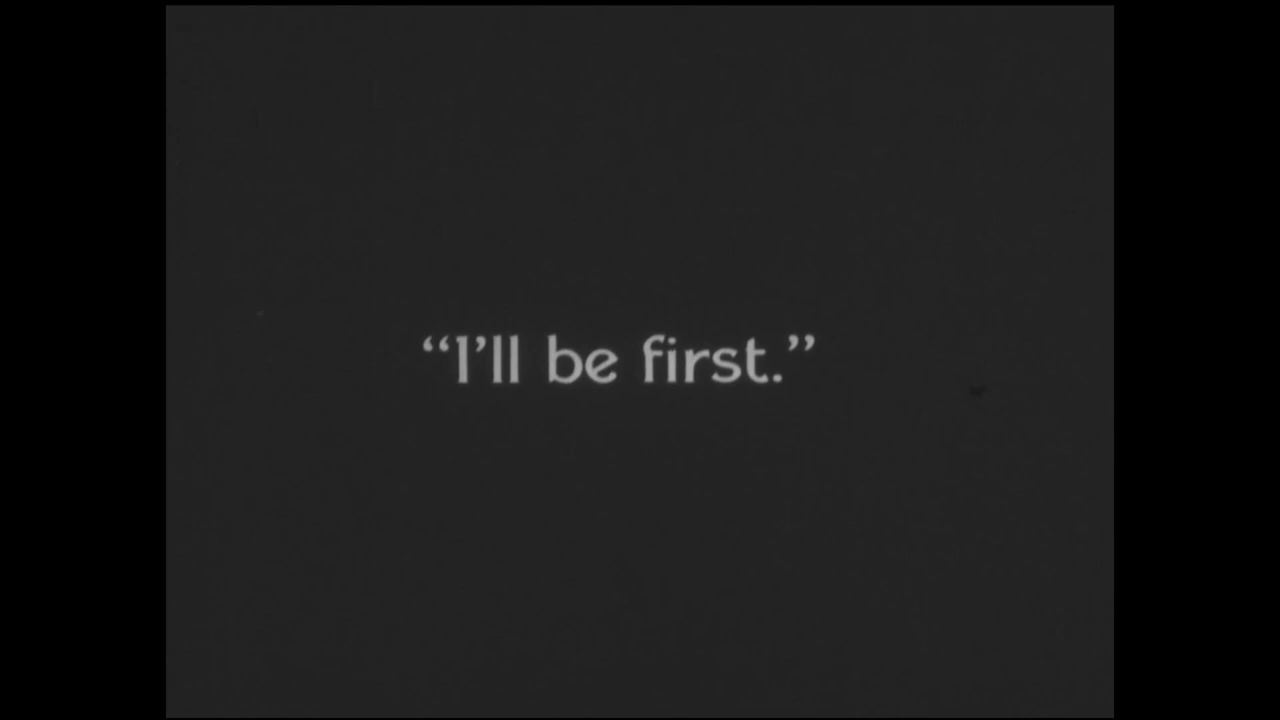 “I’ll be first.”